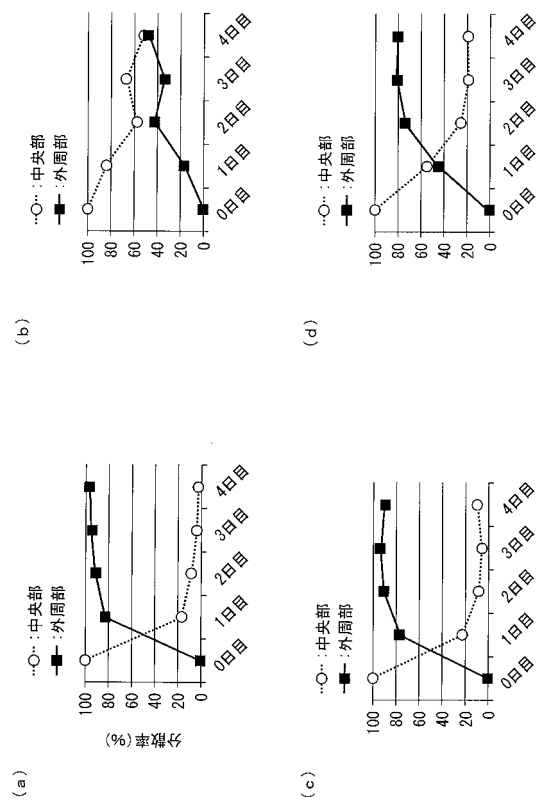 (a)
····○···:中央部
—■—:外周部
分散率(%)
100
80
60
40
20
0
0日目
1日目
2日目
3日目
4日目
(b)
····○···:中央部
—■—:外周部
100
80
60
40
20
0
0日目
1日目
2日目
3日目
4日目
(c)
····○···:中央部
—■—:外周部
100
80
60
40
20
0
0日目
1日目
2日目
3日目
4日目
(d)
····○···:中央部
—■—:外周部
100
80
60
40
20
0
0日目
1日目
2日目
3日目
4日目